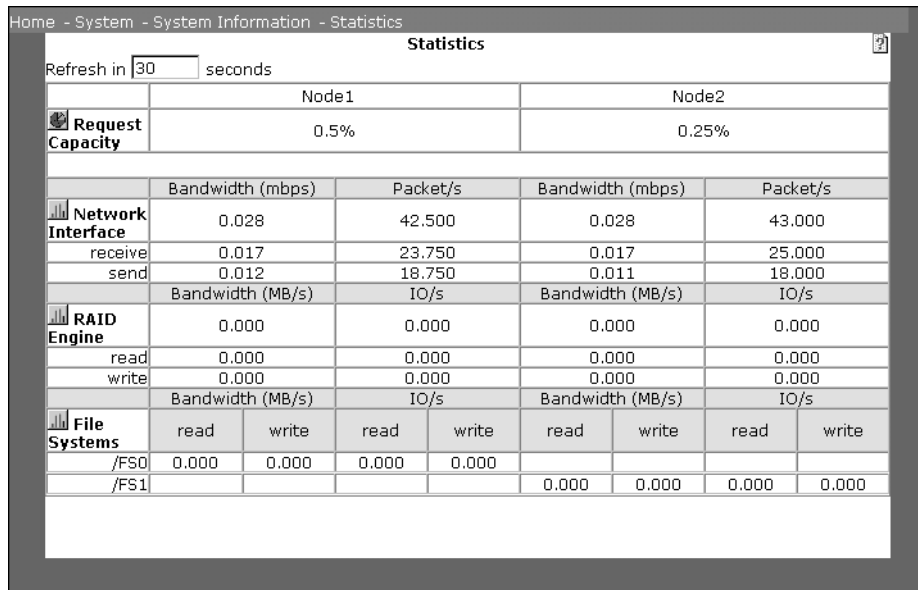 Home - System - System Information - Statistics
Statistics
Refresh in 30 seconds
Node1 Node2
Request Capacity 0.5% 0.25%
Bandwidth (mbps) Packet/s Bandwidth (mbps) Packet/s
Network Interface 0.028 42.500 0.028 43.000
receive 0.017 23.750 0.017 25.000
send 0.012 18.750 0.011 18.000
Bandwidth (MB/s) IO/s Bandwidth (MB/s) IO/s
RAID Engine 0.000 0.000 0.000 0.000
read 0.000 0.000 0.000 0.000
write 0.000 0.000 0.000 0.000
Bandwidth (MB/s) IO/s Bandwidth (MB/s) IO/s
File Systems read write read write read write read write
/FS0 0.000 0.000 0.000 0.000
/FS1 0.000 0.000 0.000 0.000